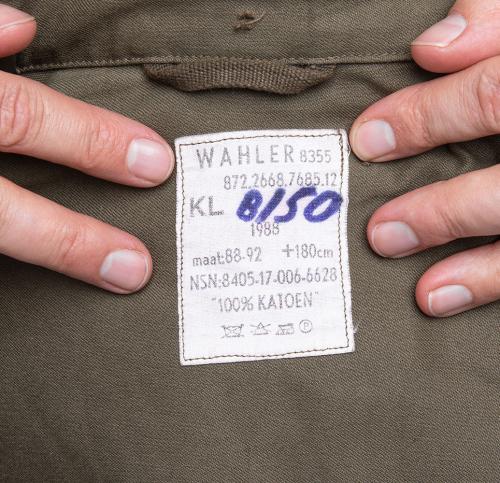 WAHLER 8355
872.2668.7685.12
KL 8150
1988
maat:88-92 +180cm
NSN:8405-17-006-6628
"100% KATOEN"
P